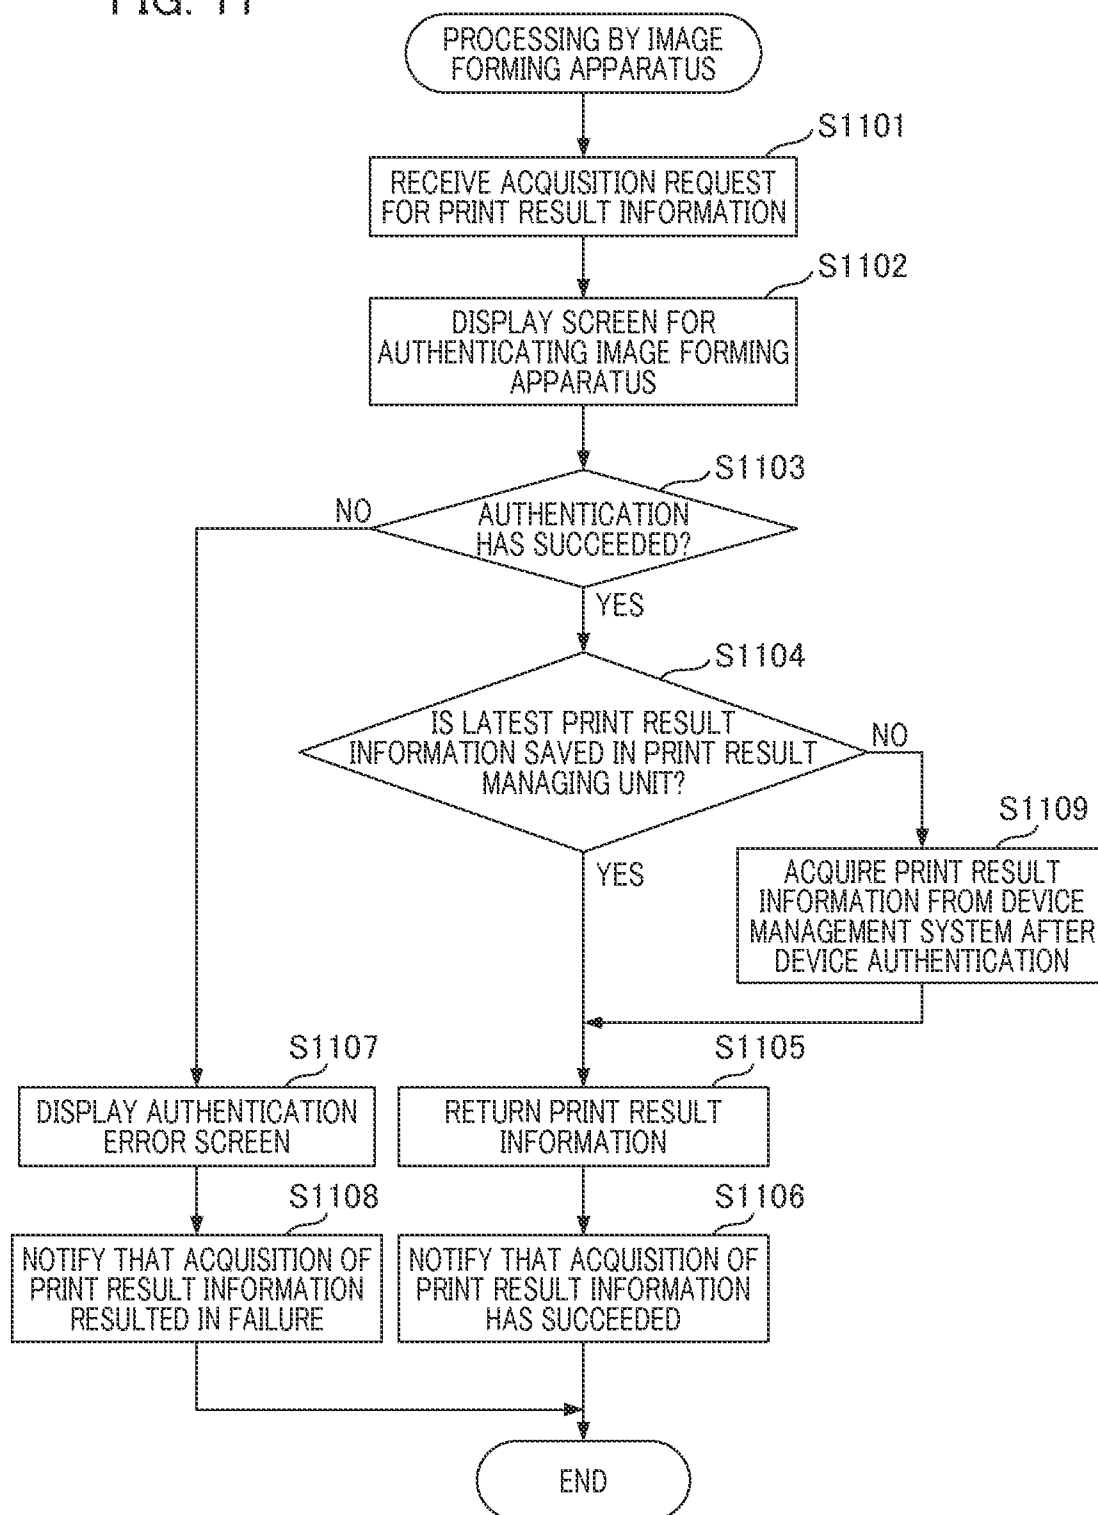 FIG. 11
PROCESSING BY IMAGE
FORMING APPARATUS
S1101
RECEIVE ACQUISITION REQUEST
FOR PRINT RESULT INFORMATION
S1102
DISPLAY SCREEN FOR
AUTHENTICATING IMAGE FORMING
APPARATUS
S1103
NO
AUTHENTICATION
HAS SUCCEEDED?
YES
S1104
IS LATEST PRINT RESULT
INFORMATION SAVED IN PRINT RESULT
MANAGING UNIT?
NO
YES
S1109
ACQUIRE PRINT RESULT
INFORMATION FROM DEVICE
MANAGEMENT SYSTEM AFTER
DEVICE AUTHENTICATION
S1107
DISPLAY AUTHENTICATION
ERROR SCREEN
S1105
RETURN PRINT RESULT
INFORMATION
S1108
NOTIFY THAT ACQUISITION OF
PRINT RESULT INFORMATION
RESULTED IN FAILURE
S1106
NOTIFY THAT ACQUISITION OF
PRINT RESULT INFORMATION
HAS SUCCEEDED
END